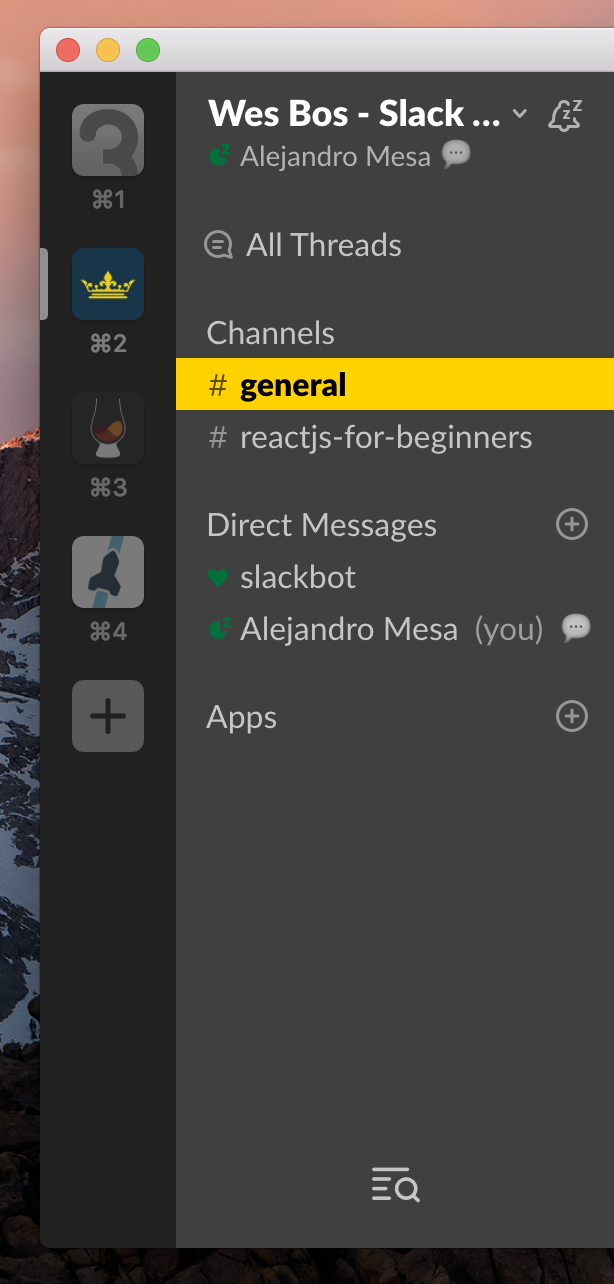 Wes Bos - Slack ...
Alejandro Mesa
⌘1
All Threads
⌘2
Channels
# general
# reactjs-for-beginners
⌘3
Direct Messages
slackbot
Alejandro Mesa (you)
⌘4
Apps